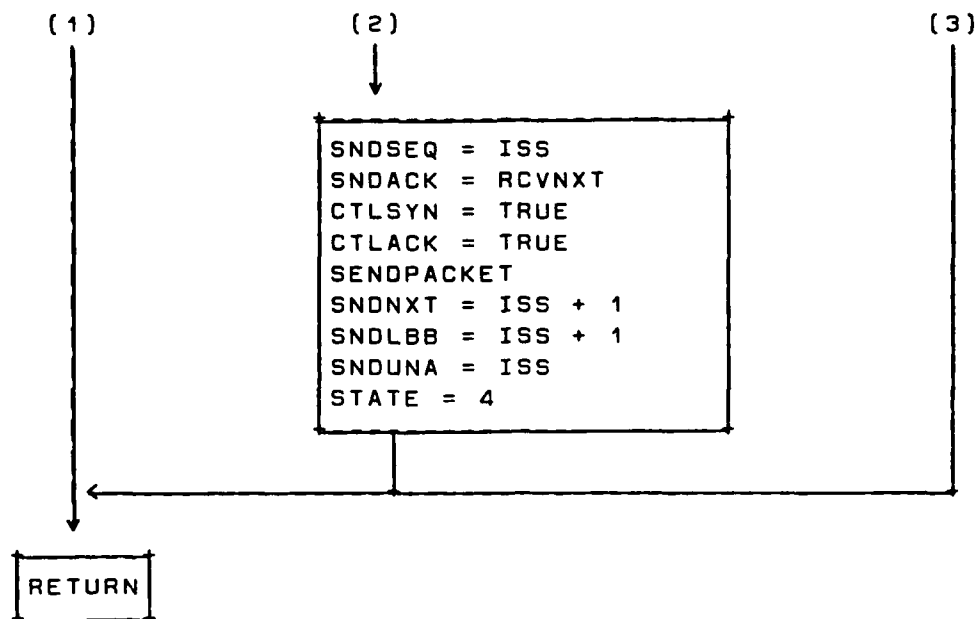 (1) (2) (3)
SNDSEQ = ISS
SNDACK = RCVNXT
CTLSYN = TRUE
CTLACK = TRUE
SENDPACKET
SNDNXT = ISS + 1
SNDLBB = ISS + 1
SNDUNA = ISS
STATE = 4
RETURN